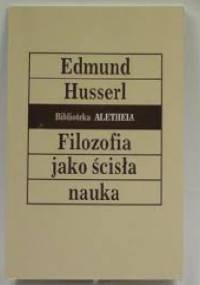 Edmund
Husserl
Biblioteka ALETHEIA
Filozofia
jako ścisła
nauka